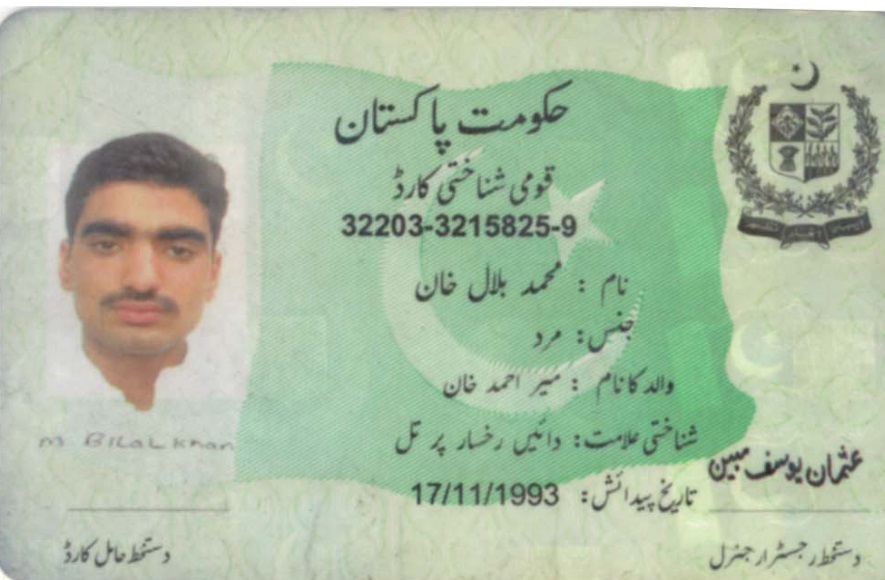 حکومت پاکستان
قومی شناختی کارڈ
32203-3215825-9
نام : محمد بلال خان
جنس: مرد
والد کا نام : منیر احمد خان
شناختی علامت: دائیں رخسار پر تل
تاریخ پیدائش: 17/11/1993
عثمان یوسف مبین
دستخط رجسٹرار جنرل
M BILAL Khan
دستخط حامل کارڈ